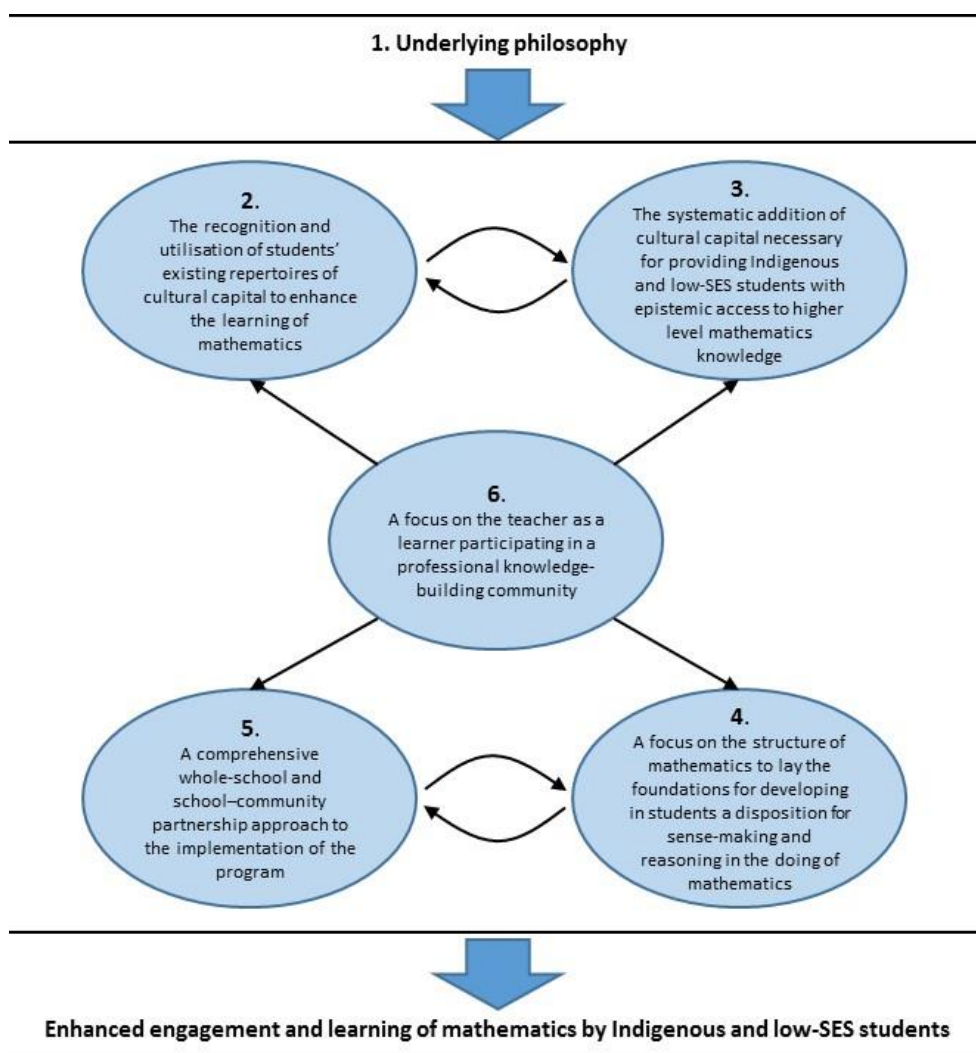 1. Underlying philosophy
2.
The recognition and
utilisation of students’
existing repertoires of
cultural capital to enhance
the learning of
mathematics
3.
The systematic addition of
cultural capital necessary
for providing Indigenous
and low-SES students with
epistemic access to higher
level mathematics
knowledge
6.
A focus on the teacher as a
learner participating in a
professional knowledge-
building community
5.
A comprehensive
whole-school and
school–community
partnership approach to
the implementation of the
program
4.
A focus on the structure of
mathematics to lay the
foundations for developing
in students a disposition for
sense-making and
reasoning in the doing of
mathematics
Enhanced engagement and learning of mathematics by Indigenous and low-SES students